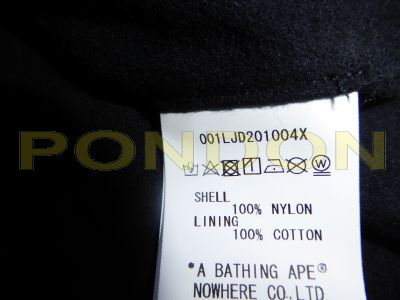 001LJD201004X
PONDON
W
SHELL
100% NYLON
LINING
100% COTTON
*A BATHING APE®
NOWHERE CO.,LTD